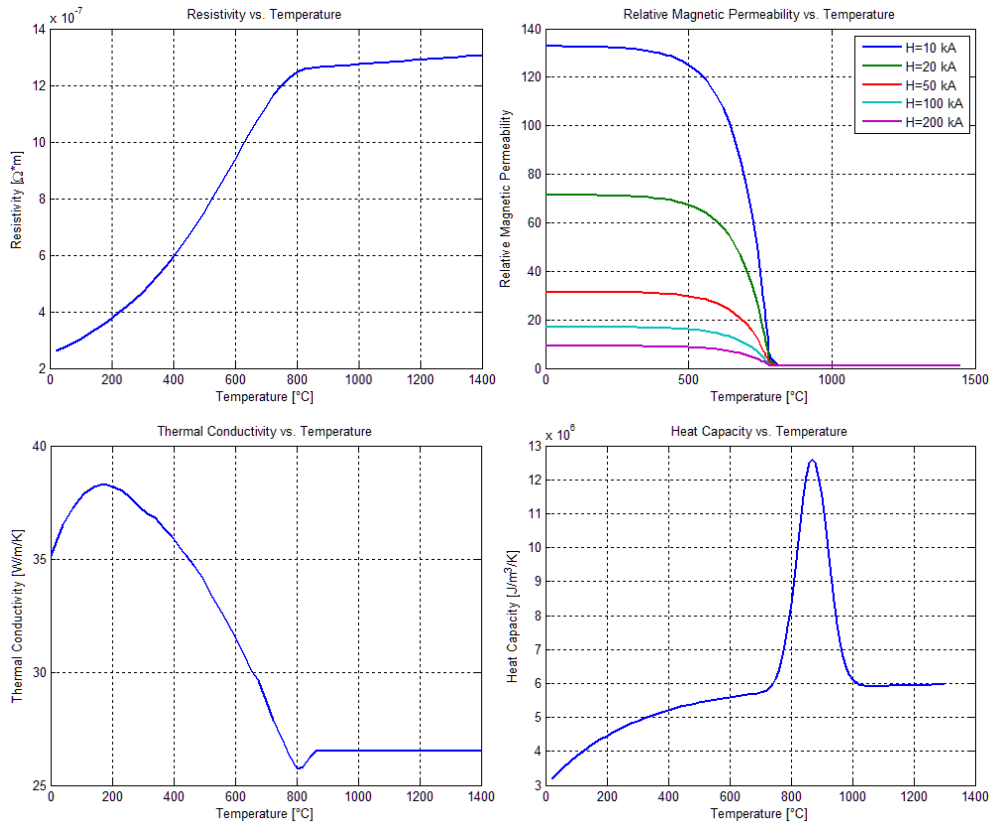 Resistivity vs. Temperature
x 10⁻⁷
14
12
10
8
6
4
2
Resistivity [Ω*m]
0 200 400 600 800 1000 1200 1400
Temperature [°C]
Relative Magnetic Permeability vs. Temperature
140
120
100
80
60
40
20
0
Relative Magnetic Permeability
H=10 kA
H=20 kA
H=50 kA
H=100 kA
H=200 kA
0 500 1000 1500
Temperature [°C]
Thermal Conductivity vs. Temperature
40
35
30
25
Thermal Conductivity [W/m/K]
0 200 400 600 800 1000 1200 1400
Temperature [°C]
Heat Capacity vs. Temperature
x 10⁶
13
12
11
10
9
8
7
6
5
4
3
Heat Capacity [J/m³/K]
0 200 400 600 800 1000 1200 1400
Temperature [°C]